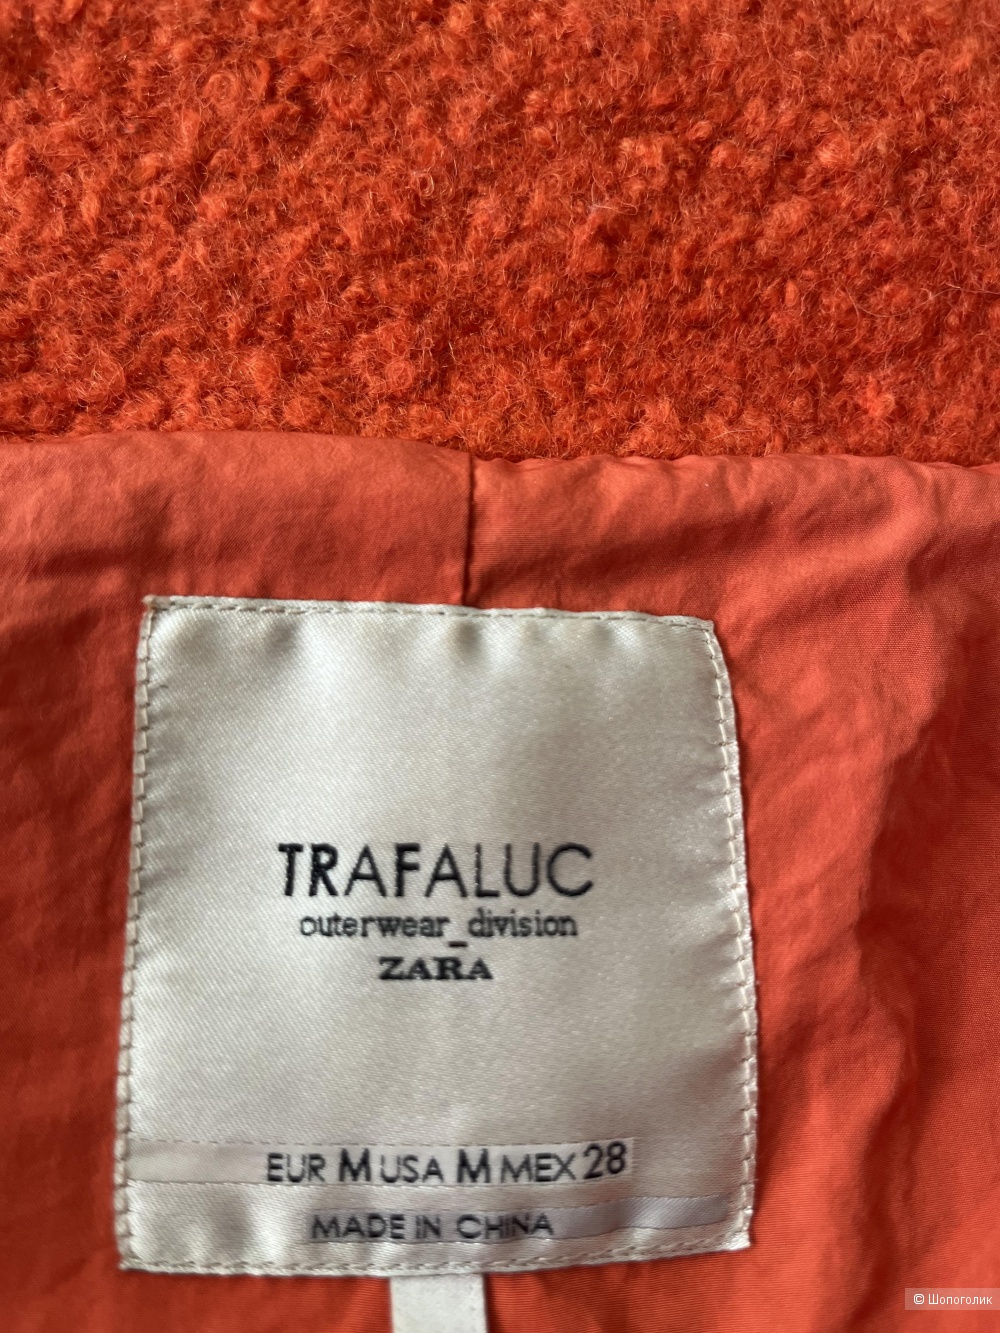 TRAFALUC
outerwear_division
ZARA
EUR M USA M MEX 28
MADE IN CHINA
© Шопоголик